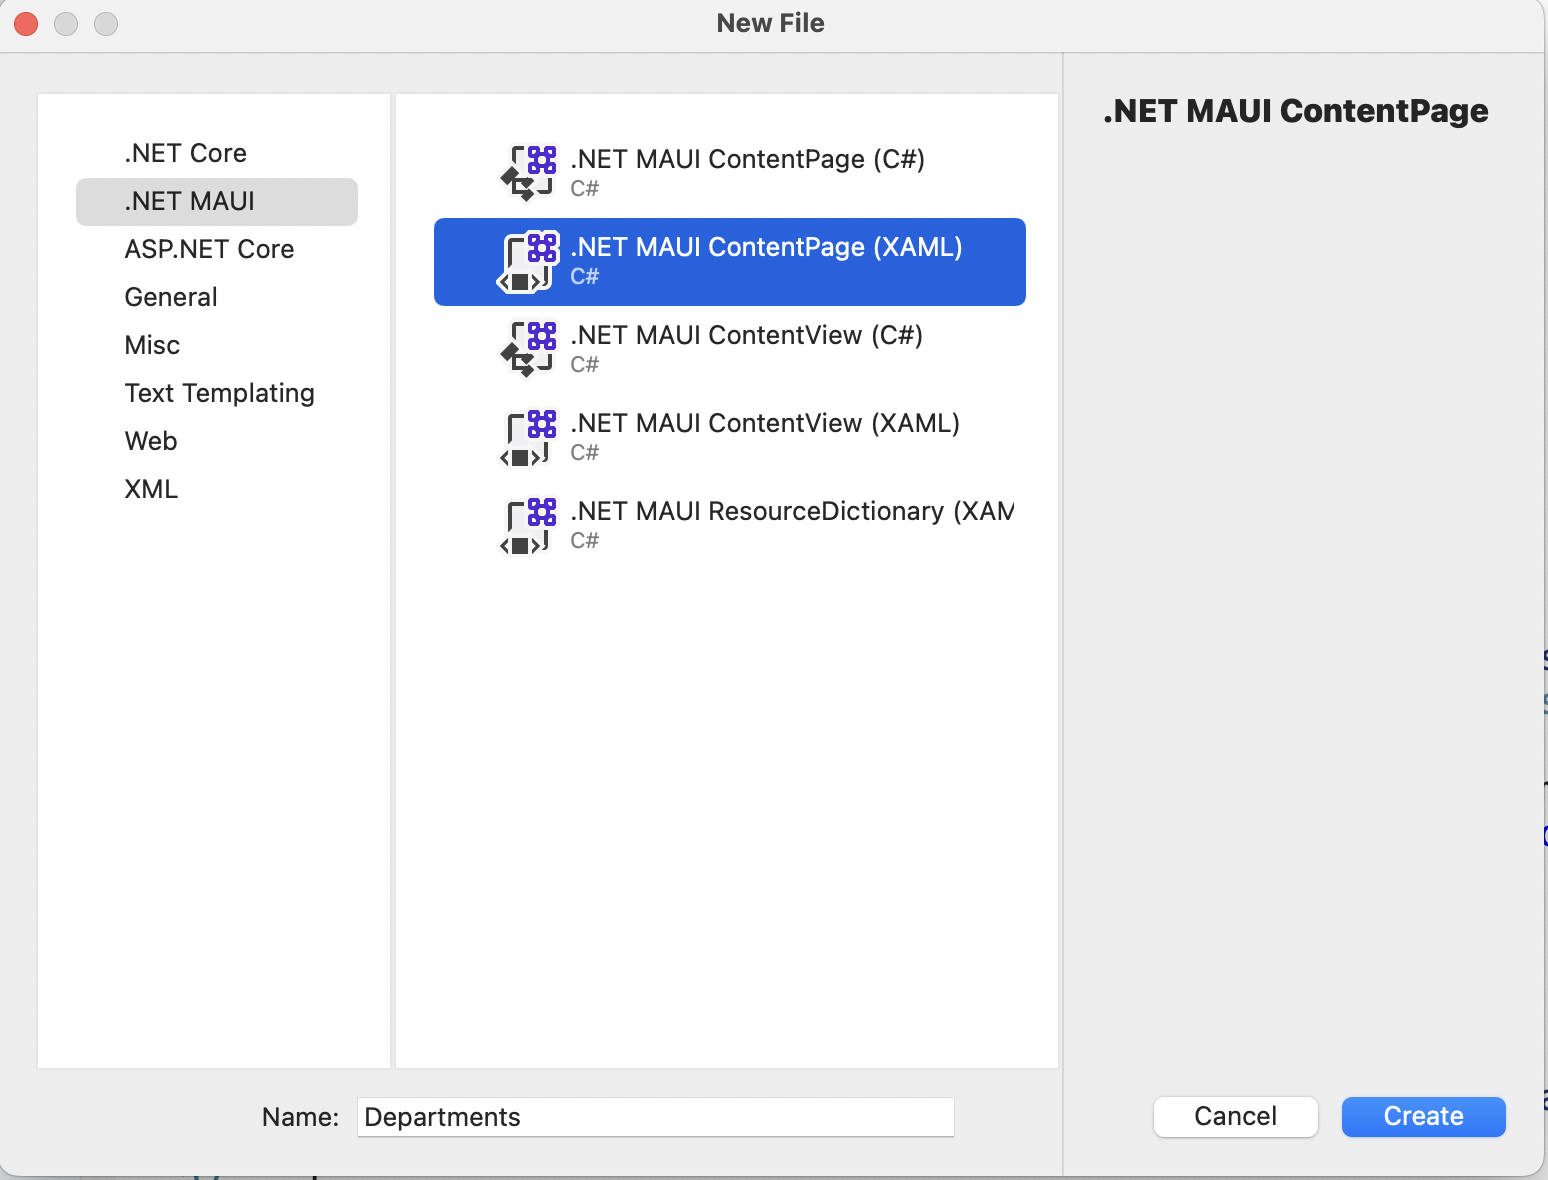 New File
.NET Core
.NET MAUI
ASP.NET Core
General
Misc
Text Templating
Web
XML
.NET MAUI ContentPage (C#)
C#
.NET MAUI ContentPage (XAML)
C#
.NET MAUI ContentView (C#)
C#
.NET MAUI ContentView (XAML)
C#
.NET MAUI ResourceDictionary (XAM
C#
.NET MAUI ContentPage
Name: Departments
Cancel
Create